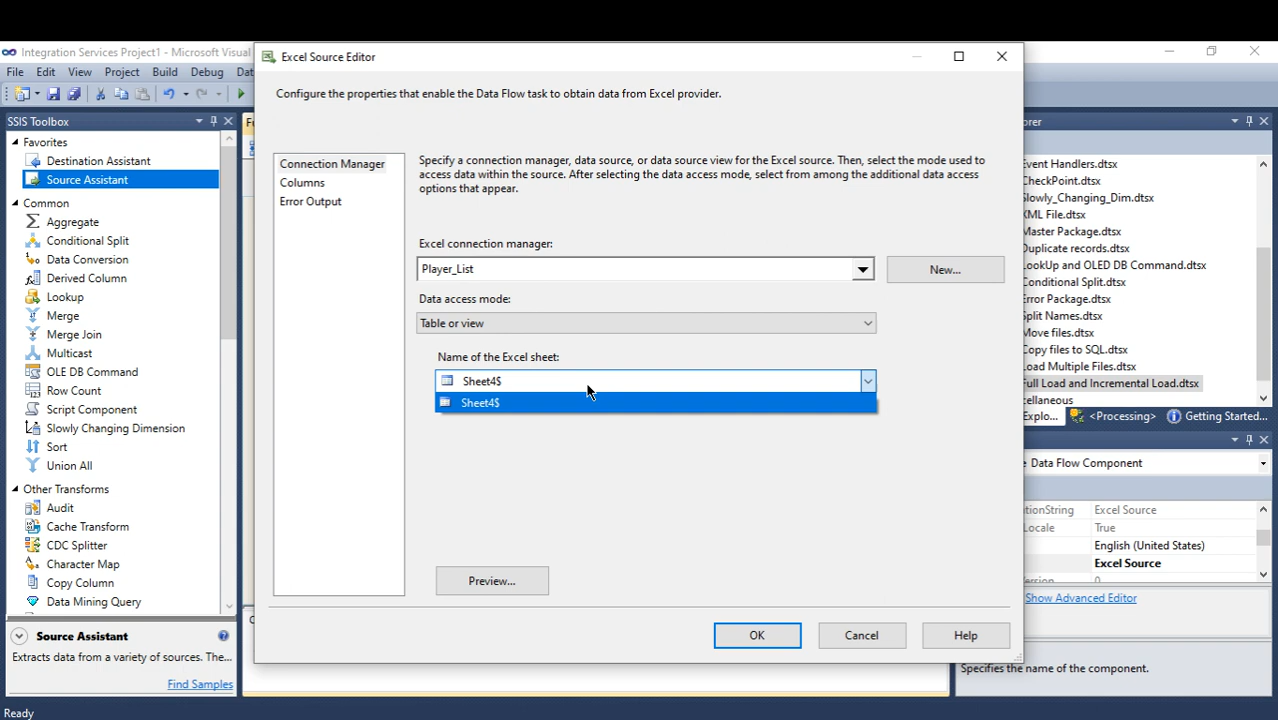 Integration Services Project1 - Microsoft Visual
File Edit View Project Build Debug Dat
SSIS Toolbox
Favorites
Destination Assistant
Source Assistant
Common
Aggregate
Conditional Split
Data Conversion
Derived Column
Lookup
Merge
Merge Join
Multicast
OLE DB Command
Row Count
Script Component
Slowly Changing Dimension
Sort
Union All
Other Transforms
Audit
Cache Transform
CDC Splitter
Character Map
Copy Column
Data Mining Query
Source Assistant
Extracts data from a variety of sources. The...
Find Samples
Ready
Excel Source Editor
Configure the properties that enable the Data Flow task to obtain data from Excel provider.
Connection Manager
Columns
Error Output
Specify a connection manager, data source, or data source view for the Excel source. Then, select the mode used to
access data within the source. After selecting the data access mode, select from among the additional data access
options that appear.
Excel connection manager:
Player_List
New...
Data access mode:
Table or view
Name of the Excel sheet:
Sheet4$
Sheet4$
Preview...
OK Cancel Help
orer
Event Handlers.dtsx
CheckPoint.dtsx
Slowly_Changing_Dim.dtsx
XML File.dtsx
Master Package.dtsx
Duplicate records.dtsx
LookUp and OLED DB Command.dtsx
Conditional Split.dtsx
Error Package.dtsx
Split Names.dtsx
Move files.dtsx
Copy files to SQL.dtsx
Load Multiple Files.dtsx
Full Load and Incremental Load.dtsx
cellaneous
Explo... <Processing> Getting Started...
Data Flow Component
tionString Excel Source
Locale True
English (United States)
Excel Source
Version 0
Show Advanced Editor
Specifies the name of the component.